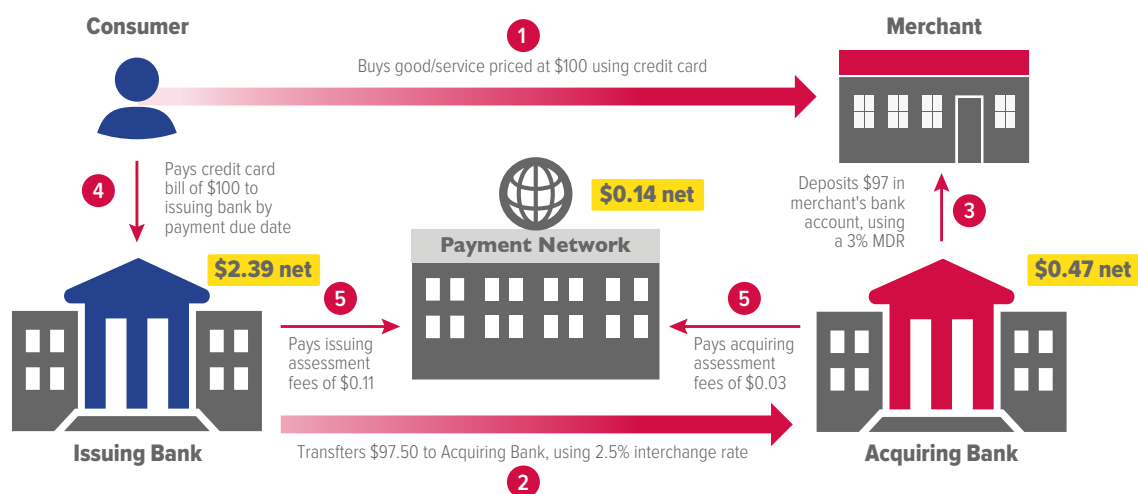 Consumer
Merchant
1
Buys good/service priced at $100 using credit card
4
Pays credit card
bill of $100 to
issuing bank by
payment due date
$0.14 net
Payment Network
Deposits $97 in
merchant's bank
account, using
a 3% MDR
3
$2.39 net
$0.47 net
5
Pays issuing
assessment
fees of $0.11
5
Pays acquiring
assessment
fees of $0.03
Issuing Bank
Transfters $97.50 to Acquiring Bank, using 2.5% interchange rate
2
Acquiring Bank